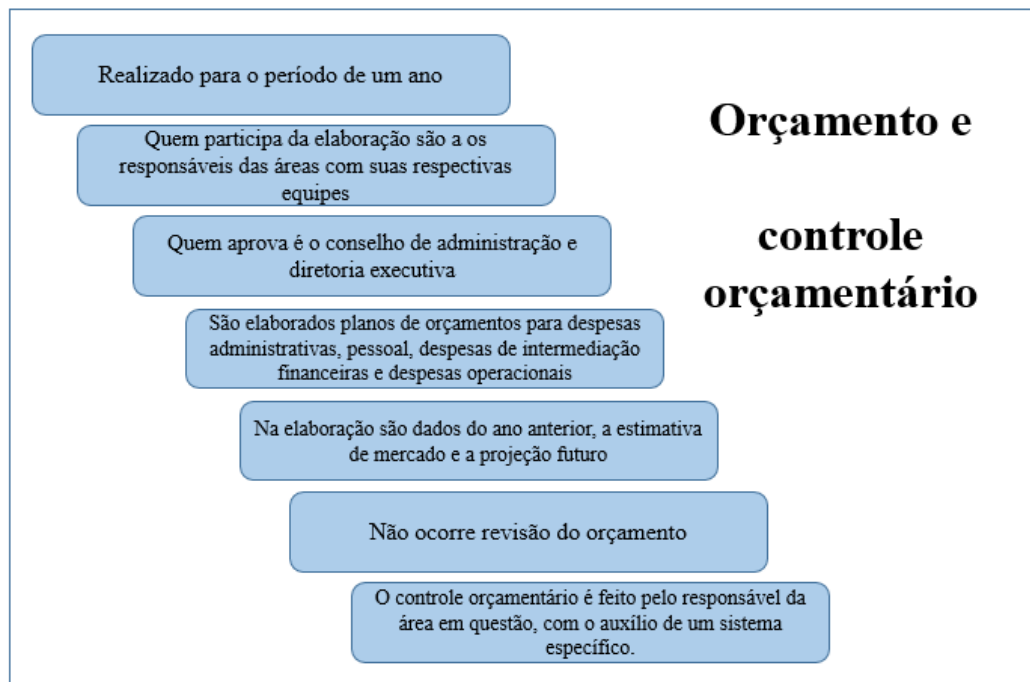 Realizado para o período de um ano
Quem participa da elaboração são a os
responsáveis das áreas com suas respectivas
equipes
Quem aprova é o conselho de administração e
diretoria executiva
São elaborados planos de orçamentos para despesas
administrativas, pessoal, despesas de intermediação
financeiras e despesas operacionais
Na elaboração são dados do ano anterior, a estimativa
de mercado e a projeção futuro
Não ocorre revisão do orçamento
O controle orçamentário é feito pelo responsável da
área em questão, com o auxílio de um sistema
específico.
Orçamento e
controle
orçamentário